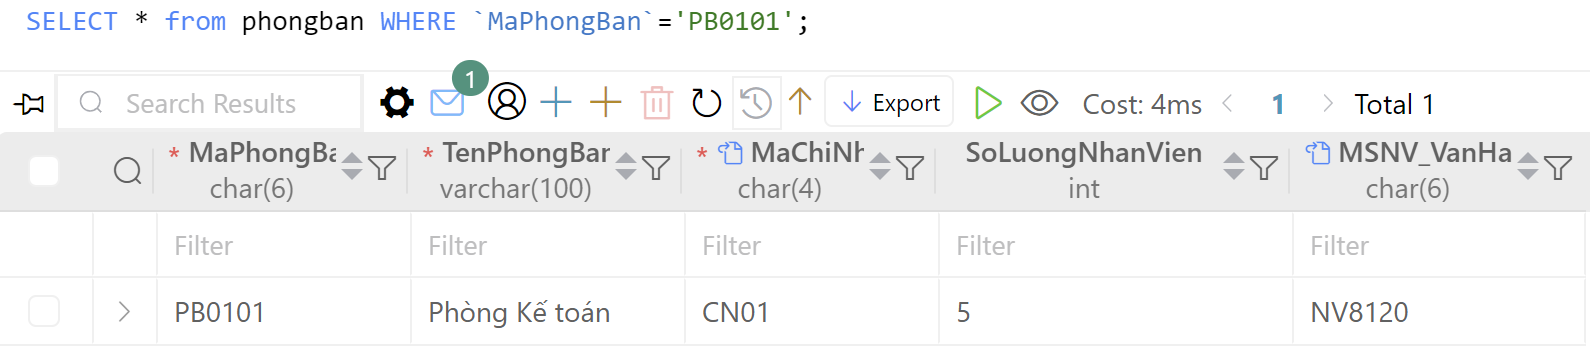 SELECT * from phongban WHERE `MaPhongBan`='PB0101';
Search Results 1 Export Cost: 4ms 1 Total 1
* MaPhongBa * TenPhongBar * MaChiNh SoLuongNhanVien MSNV_VanHa
char(6) varchar(100) char(4) int char(6)
Filter Filter Filter Filter Filter
PB0101 Phòng Kế toán CN01 5 NV8120